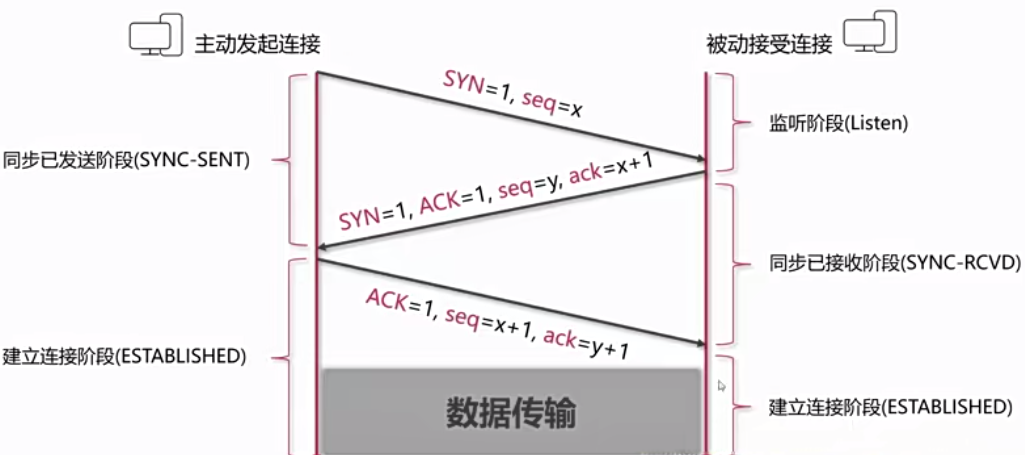 主动发起连接
被动接受连接
SYN=1, seq=x
监听阶段(Listen)
同步已发送阶段(SYNC-SENT)
SYN=1, ACK=1, seq=y, ack=x+1
同步已接收阶段(SYNC-RCVD)
ACK=1, seq=x+1, ack=y+1
建立连接阶段(ESTABLISHED)
数据传输
建立连接阶段(ESTABLISHED)